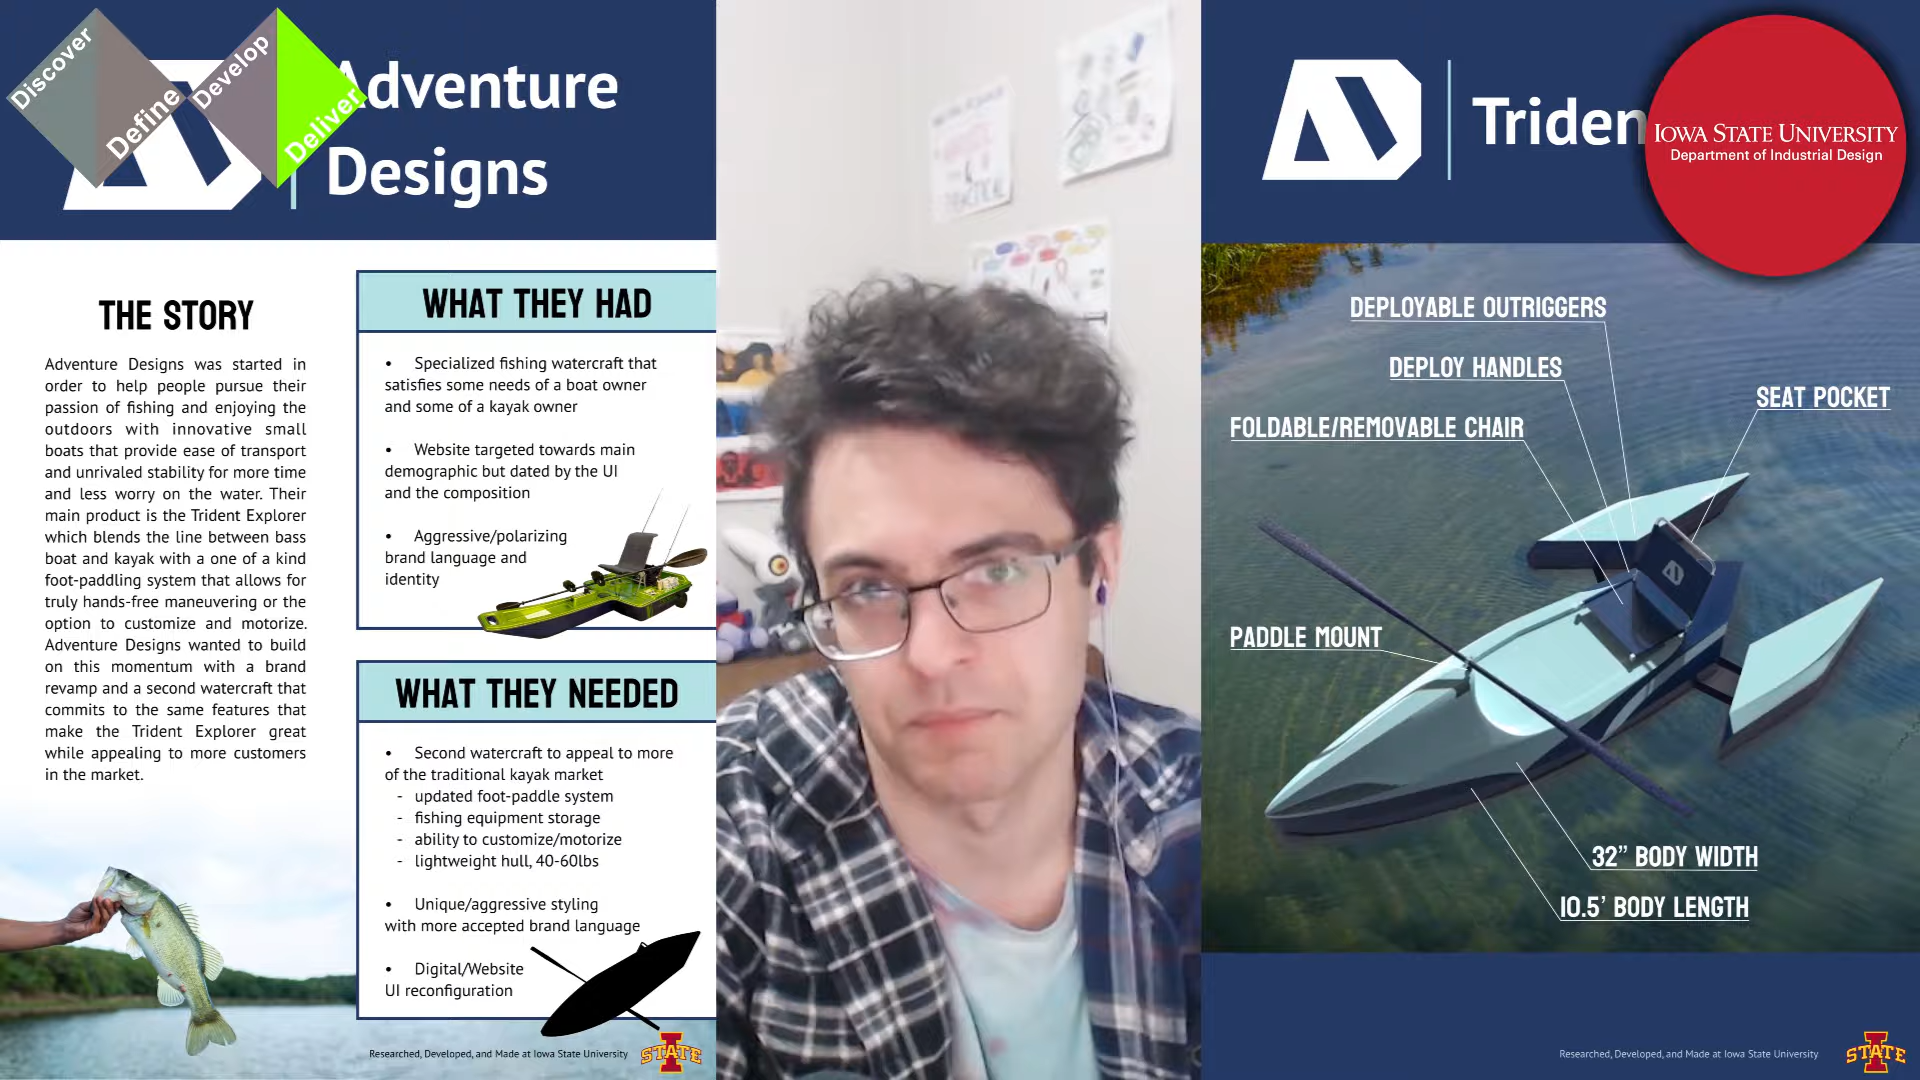 Discover
Define
Develop
Deliver
Adventure
Designs
THE STORY
Adventure Designs was started in
order to help people pursue their
passion of fishing and enjoying the
outdoors with innovative small
boats that provide ease of transport
and unrivaled stability for more time
and less worry on the water. Their
main product is the Trident Explorer
which blends the line between bass
boat and kayak with a one of a kind
foot-paddling system that allows for
truly hands-free maneuvering or the
option to customize and motorize.
Adventure Designs wanted to build
on this momentum with a brand
revamp and a second watercraft that
commits to the same features that
make the Trident Explorer great
while appealing to more customers
in the market.
WHAT THEY HAD
• Specialized fishing watercraft that
satisfies some needs of a boat owner
and some of a kayak owner
• Website targeted towards main
demographic but dated by the UI
and the composition
• Aggressive/polarizing
brand language and
identity
WHAT THEY NEEDED
• Second watercraft to appeal to more
of the traditional kayak market
- updated foot-paddle system
- fishing equipment storage
- ability to customize/motorize
- lightweight hull, 40-60lbs
• Unique/aggressive styling
with more accepted brand language
• Digital/Website
UI reconfiguration
Researched, Developed, and Made at Iowa State University
STATE
Triden
IOWA STATE UNIVERSITY
Department of Industrial Design
DEPLOYABLE OUTRIGGERS
DEPLOY HANDLES
SEAT POCKET
FOLDABLE/REMOVABLE CHAIR
PADDLE MOUNT
32” BODY WIDTH
10.5’ BODY LENGTH
Researched, Developed, and Made at Iowa State University
STATE